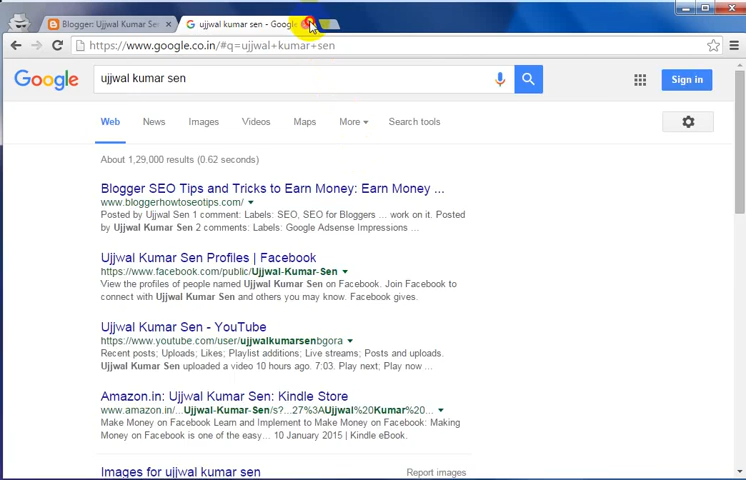 Blogger: Ujjwal Kumar Sen
ujjwal kumar sen - Google
https://www.google.co.in/#q=ujjwal+kumar+sen
Google
ujjwal kumar sen
Sign in
Web News Images Videos Maps More Search tools
About 1,29,000 results (0.62 seconds)
Blogger SEO Tips and Tricks to Earn Money: Earn Money ...
www.bloggerhowtoseotips.com/
Posted by Ujjwal Sen 1 comment: Labels: SEO, SEO for Bloggers ... work on it. Posted
by Ujjwal Kumar Sen 2 comments: Labels: Google Adsense Impressions ...
Ujjwal Kumar Sen Profiles | Facebook
https://www.facebook.com/public/Ujjwal-Kumar-Sen
View the profiles of people named Ujjwal Kumar Sen on Facebook. Join Facebook to
connect with Ujjwal Kumar Sen and others you may know. Facebook gives.
Ujjwal Kumar Sen - YouTube
https://www.youtube.com/user/ujjwalkumarsenbgora
Recent posts; Uploads; Likes; Playlist additions; Live streams; Posts and uploads.
Ujjwal Kumar Sen uploaded a video 10 hours ago. 7:03. Play next; Play now ...
Amazon.in: Ujjwal Kumar Sen: Kindle Store
www.amazon.in/...Ujjwal-Kumar-Sen/s?...27%3AUjjwal%20Kumar%20...
Make Money on Facebook Learn and Implement to Make Money on Facebook: Making
Money on Facebook is one of the easy... 10 January 2015 | Kindle eBook.
Images for ujjwal kumar sen Report images